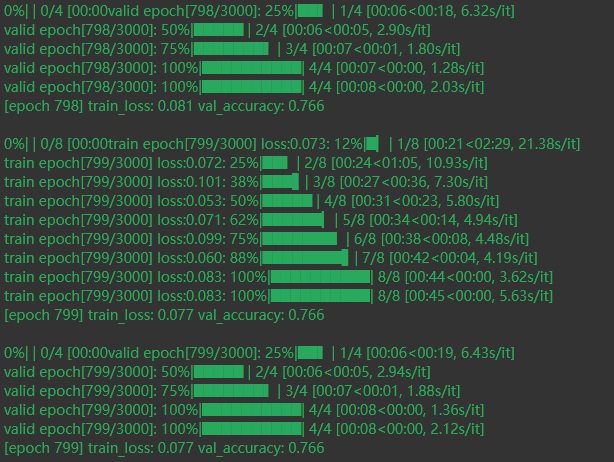 0%| | 0/4 [00:00valid epoch[798/3000]: 25%|██▌ | 1/4 [00:06<00:18, 6.32s/it]
valid epoch[798/3000]: 50%|█████ | 2/4 [00:06<00:05, 2.90s/it]
valid epoch[798/3000]: 75%|███████▌ | 3/4 [00:07<00:01, 1.80s/it]
valid epoch[798/3000]: 100%|██████████| 4/4 [00:07<00:00, 1.28s/it]
valid epoch[798/3000]: 100%|██████████| 4/4 [00:08<00:00, 2.03s/it]
[epoch 798] train_loss: 0.081 val_accuracy: 0.766
0%| | 0/8 [00:00train epoch[799/3000] loss:0.073: 12%|█▎ | 1/8 [00:21<02:29, 21.38s/it]
train epoch[799/3000] loss:0.072: 25%|██▌ | 2/8 [00:24<01:05, 10.93s/it]
train epoch[799/3000] loss:0.101: 38%|███▊ | 3/8 [00:27<00:36, 7.30s/it]
train epoch[799/3000] loss:0.053: 50%|█████ | 4/8 [00:31<00:23, 5.80s/it]
train epoch[799/3000] loss:0.071: 62%|██████▎ | 5/8 [00:34<00:14, 4.94s/it]
train epoch[799/3000] loss:0.099: 75%|███████▌ | 6/8 [00:38<00:08, 4.48s/it]
train epoch[799/3000] loss:0.060: 88%|████████▊ | 7/8 [00:42<00:04, 4.19s/it]
train epoch[799/3000] loss:0.083: 100%|██████████| 8/8 [00:44<00:00, 3.62s/it]
train epoch[799/3000] loss:0.083: 100%|██████████| 8/8 [00:45<00:00, 5.63s/it]
[epoch 799] train_loss: 0.077 val_accuracy: 0.766
0%| | 0/4 [00:00valid epoch[799/3000]: 25%|██▌ | 1/4 [00:06<00:19, 6.43s/it]
valid epoch[799/3000]: 50%|█████ | 2/4 [00:06<00:05, 2.94s/it]
valid epoch[799/3000]: 75%|███████▌ | 3/4 [00:07<00:01, 1.88s/it]
valid epoch[799/3000]: 100%|██████████| 4/4 [00:08<00:00, 1.36s/it]
valid epoch[799/3000]: 100%|██████████| 4/4 [00:08<00:00, 2.12s/it]
[epoch 799] train_loss: 0.077 val_accuracy: 0.766